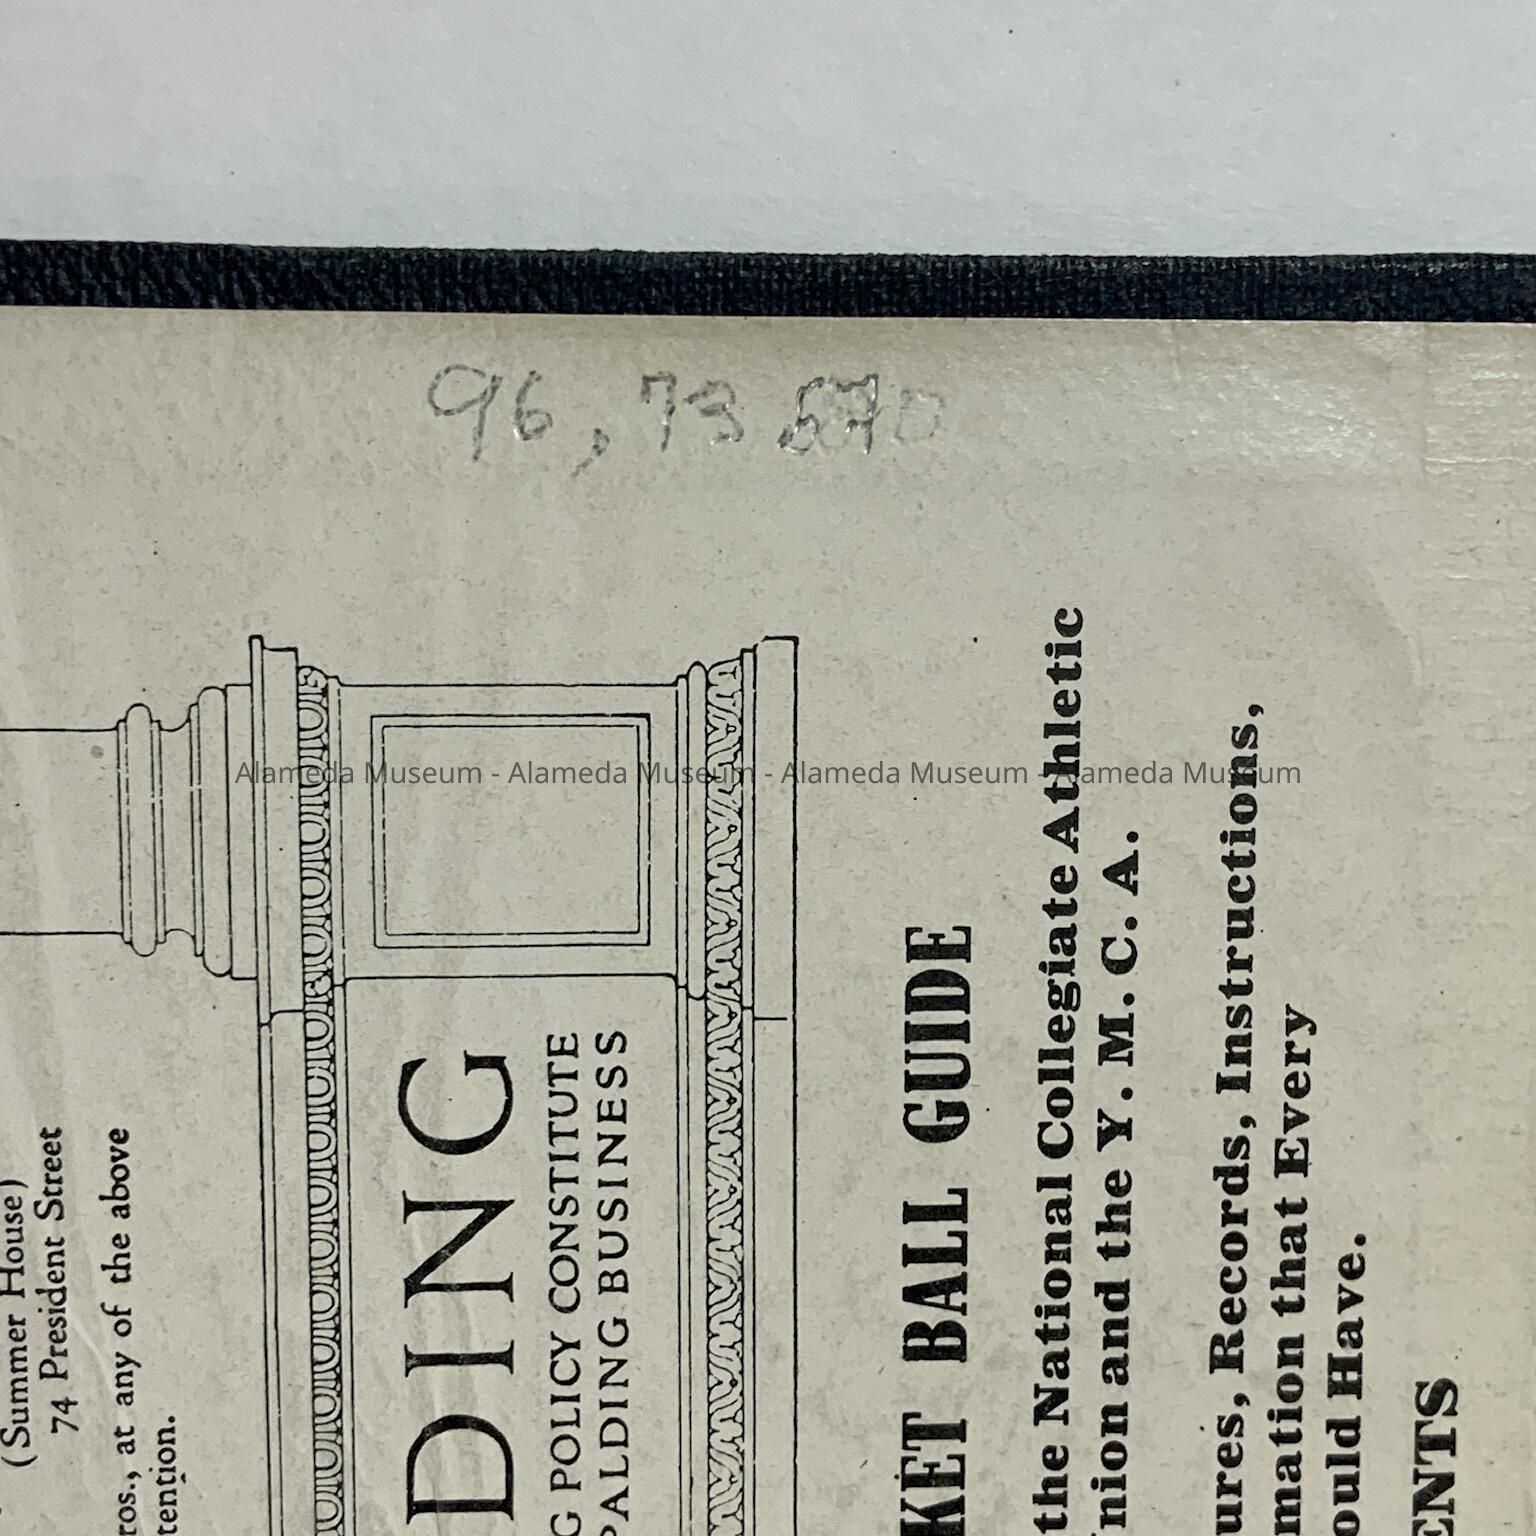 96, 73
(Summer House)
74 President Street
ros., at any of the above
tention.
DING
G POLICY CONSTITUTE
PALDING BUSINESS
KET BALL GUIDE
the National Collegiate Athletic
nion and the Y. M. C. A.
ures, Records, Instructions,
mation that Every
ould Have.
ENTS
Alameda Museum - Alameda Museum - Alameda Museum - Alameda Museum